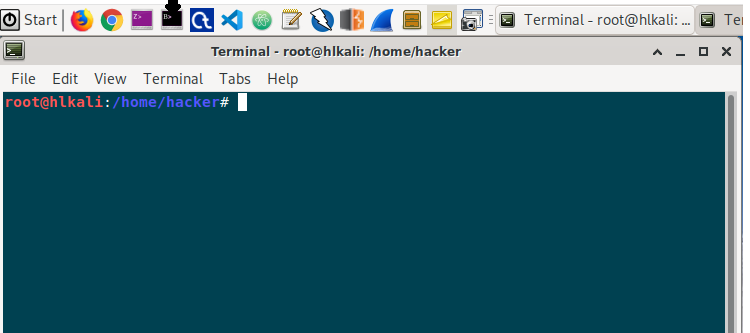 Start Z> B> Terminal - root@hlkali: ...
Terminal - root@hlkali: /home/hacker
File Edit View Terminal Tabs Help
root@hlkali:/home/hacker#